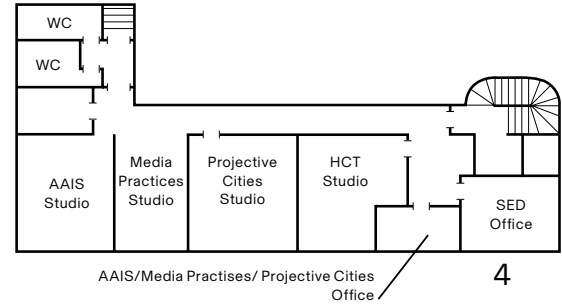 WC
WC
AAIS
Studio
Media
Practices
Studio
Projective
Cities
Studio
HCT
Studio
SED
Office
AAIS/Media Practises/ Projective Cities
Office
4